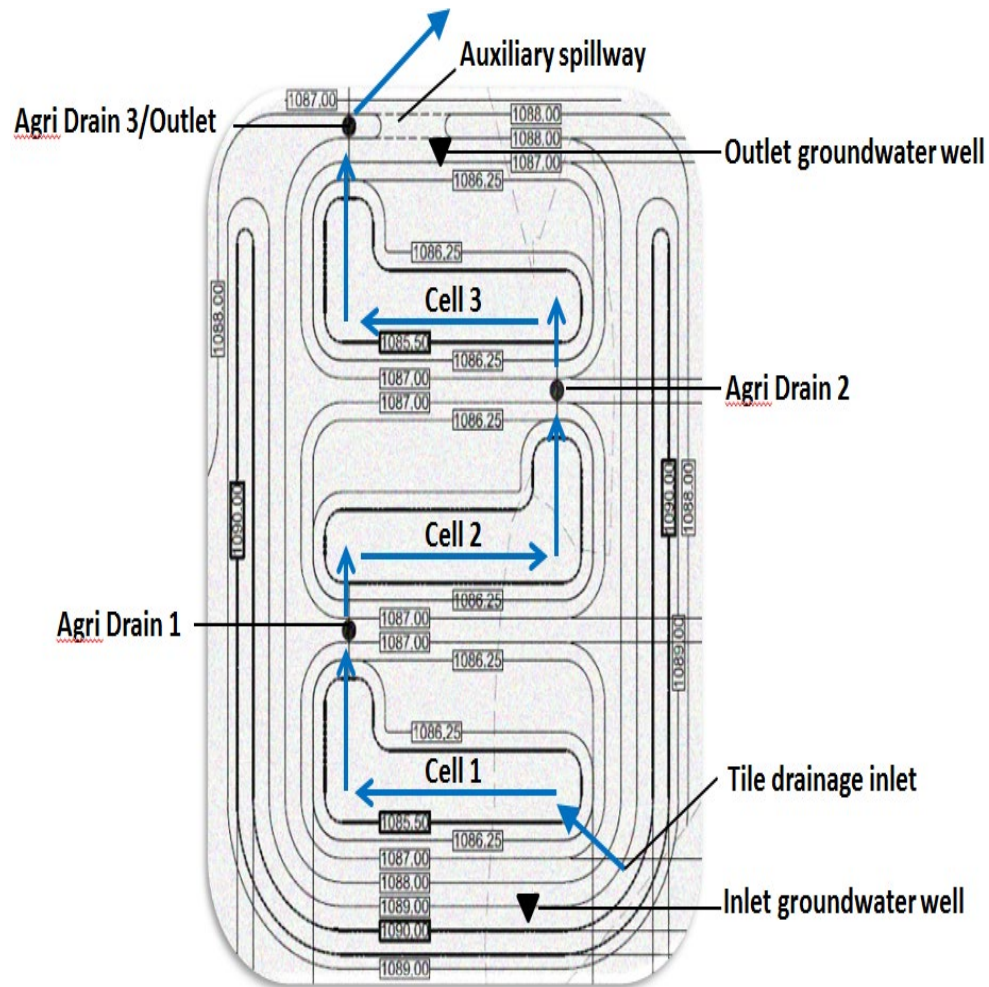 Auxiliary spillway
1087.00
Agri Drain 3/Outlet
1088.00
1088.00
Outlet groundwater well
1087.00
1086.25
1086.25
1088.00
Cell 3
1085.50
1086.25
1087.00
Agri Drain 2
1087.00
1086.25
1090.00
1090.00
1088.00
Cell 2
1086.25
1087.00
Agri Drain 1
1087.00
1086.25
1089.00
1086.25
Cell 1
Tile drainage inlet
1085.50
1086.25
1087.00
1088.00
1089.00
Inlet groundwater well
1090.00
1089.00